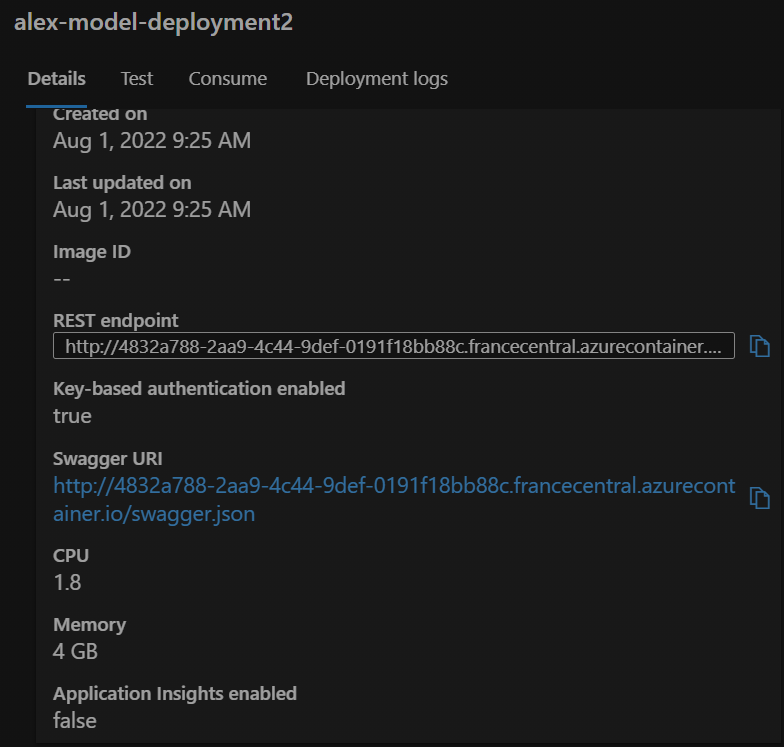 alex-model-deployment2
Details Test Consume Deployment logs
Created on
Aug 1, 2022 9:25 AM
Last updated on
Aug 1, 2022 9:25 AM
Image ID
--
REST endpoint
http://4832a788-2aa9-4c44-9def-0191f18bb88c.francecentral.azurecontainer....
Key-based authentication enabled
true
Swagger URI
http://4832a788-2aa9-4c44-9def-0191f18bb88c.francecentral.azurecont
ainer.io/swagger.json
CPU
1.8
Memory
4 GB
Application Insights enabled
false